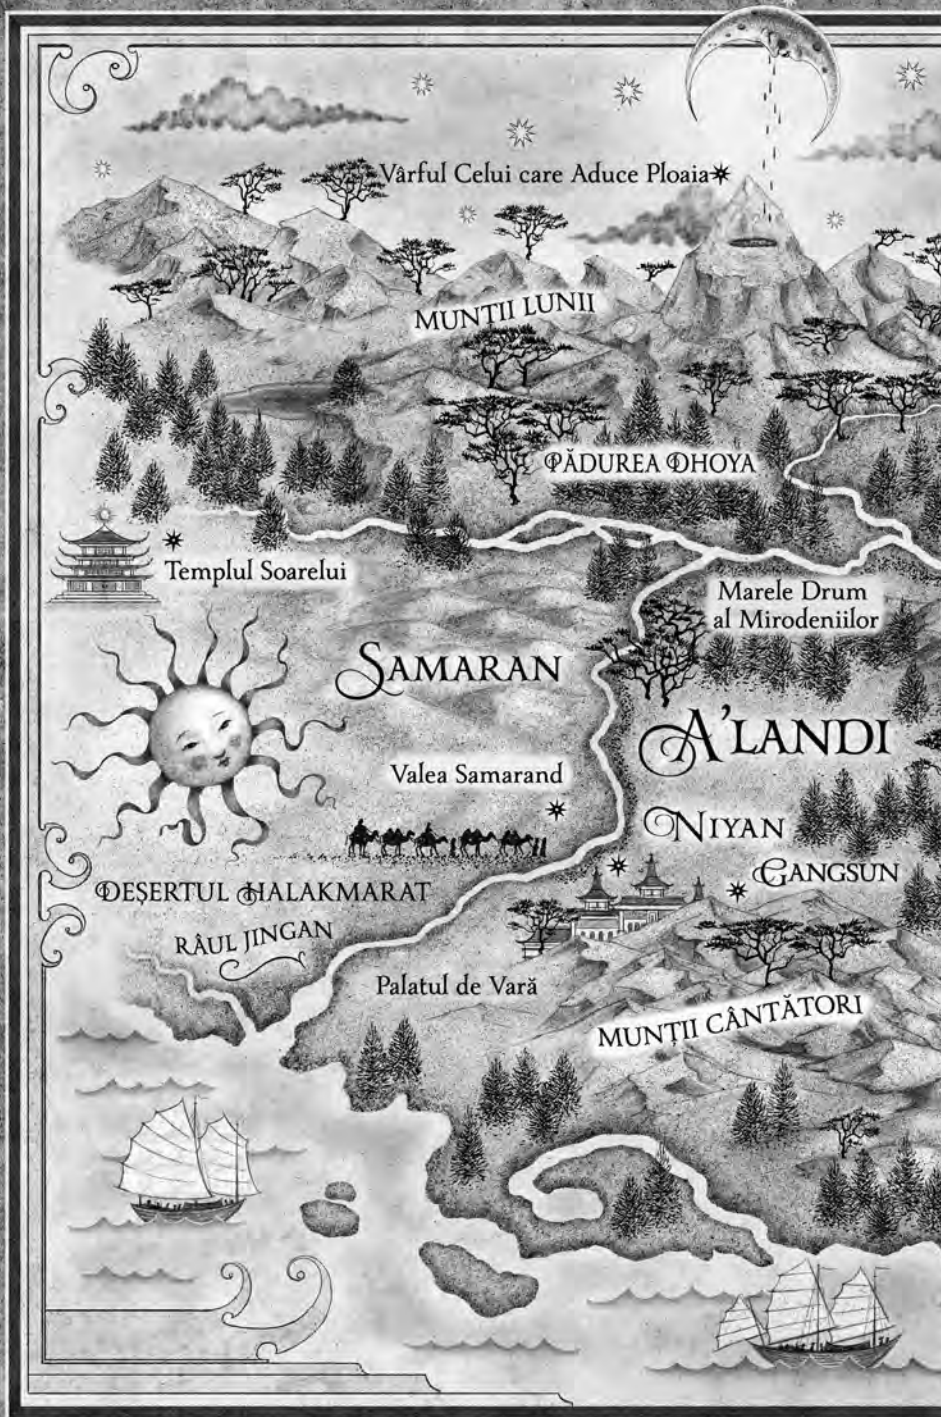 Vârful Celui care Aduce Ploaia
MUNȚII LUNII
PĂDUREA DHOYA
Templul Soarelui
Marele Drum
al Mirodeniilor
SAMARAN
A'LANDI
Valea Samarand
NIYAN
GANGSUN
DEȘERTUL HALAKMARAT
RÂUL JINGAN
Palatul de Vară
MUNȚII CÂNTĂTORI